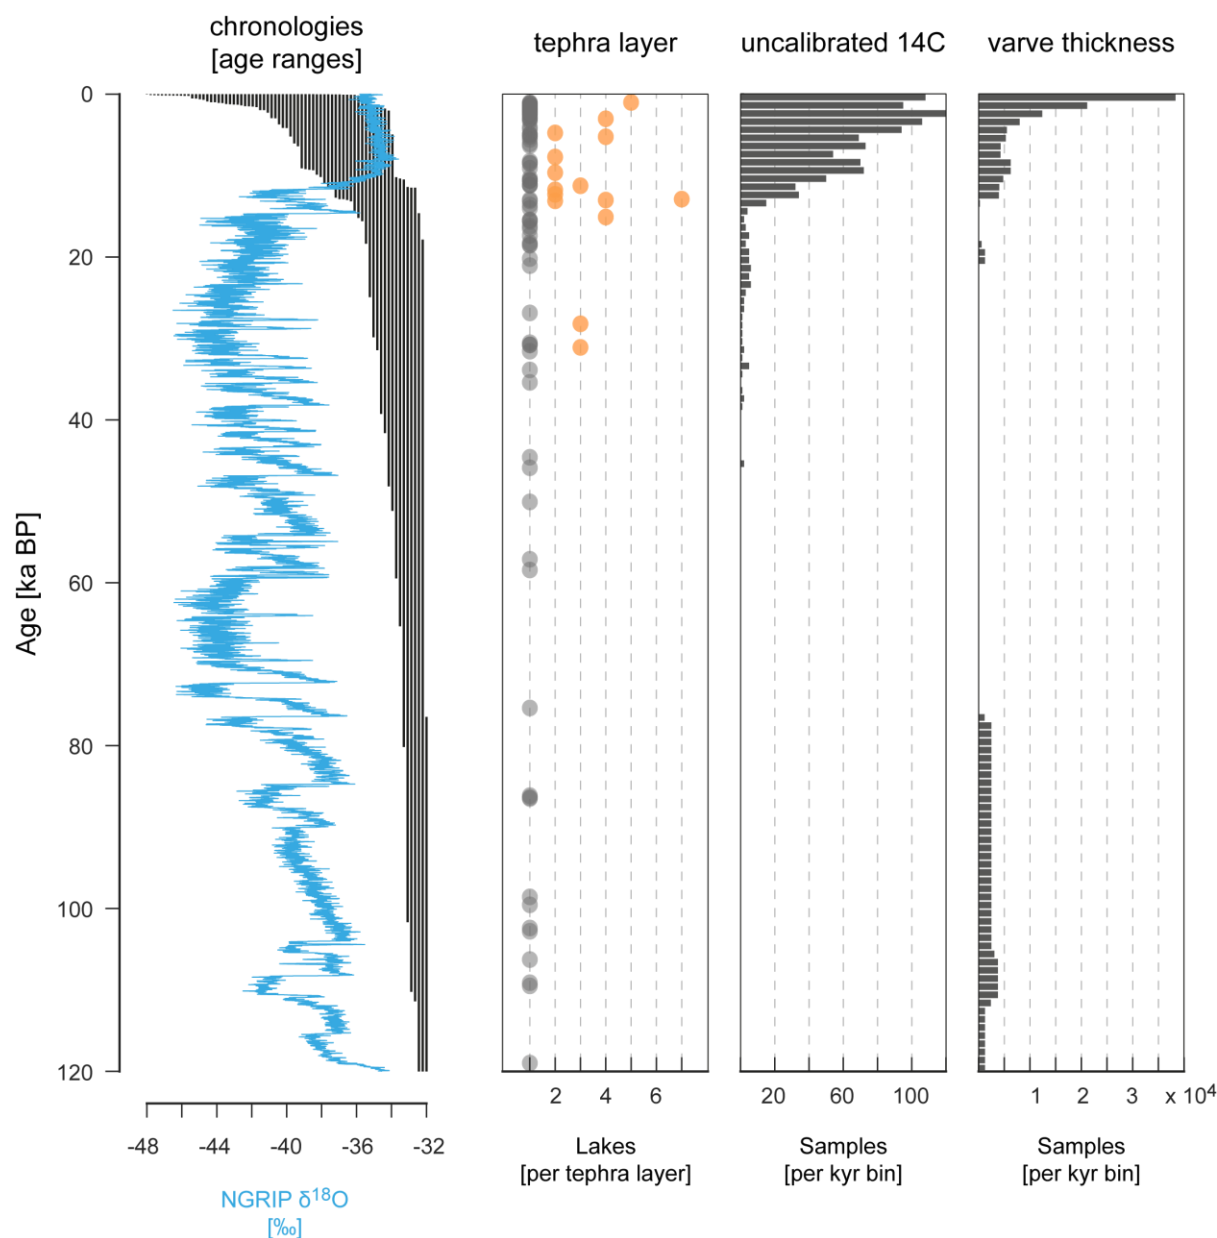 chronologies
[age ranges]
tephra layer
uncalibrated 14C
varve thickness
0
20
40
60
80
100
120
Age [ka BP]
-48
-44
-40
-36
-32
2
4
6
20
60
100
1
2
3
x 10⁴
NGRIP δ¹⁸O
[‰]
Lakes
[per tephra layer]
Samples
[per kyr bin]
Samples
[per kyr bin]